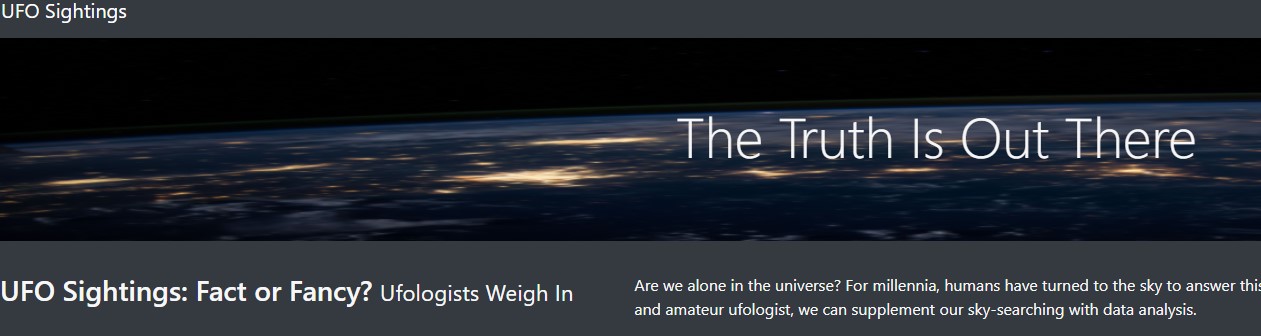 UFO Sightings
The Truth Is Out There
UFO Sightings: Fact or Fancy? Ufologists Weigh In
Are we alone in the universe? For millennia, humans have turned to the sky to answer this
and amateur ufologist, we can supplement our sky-searching with data analysis.